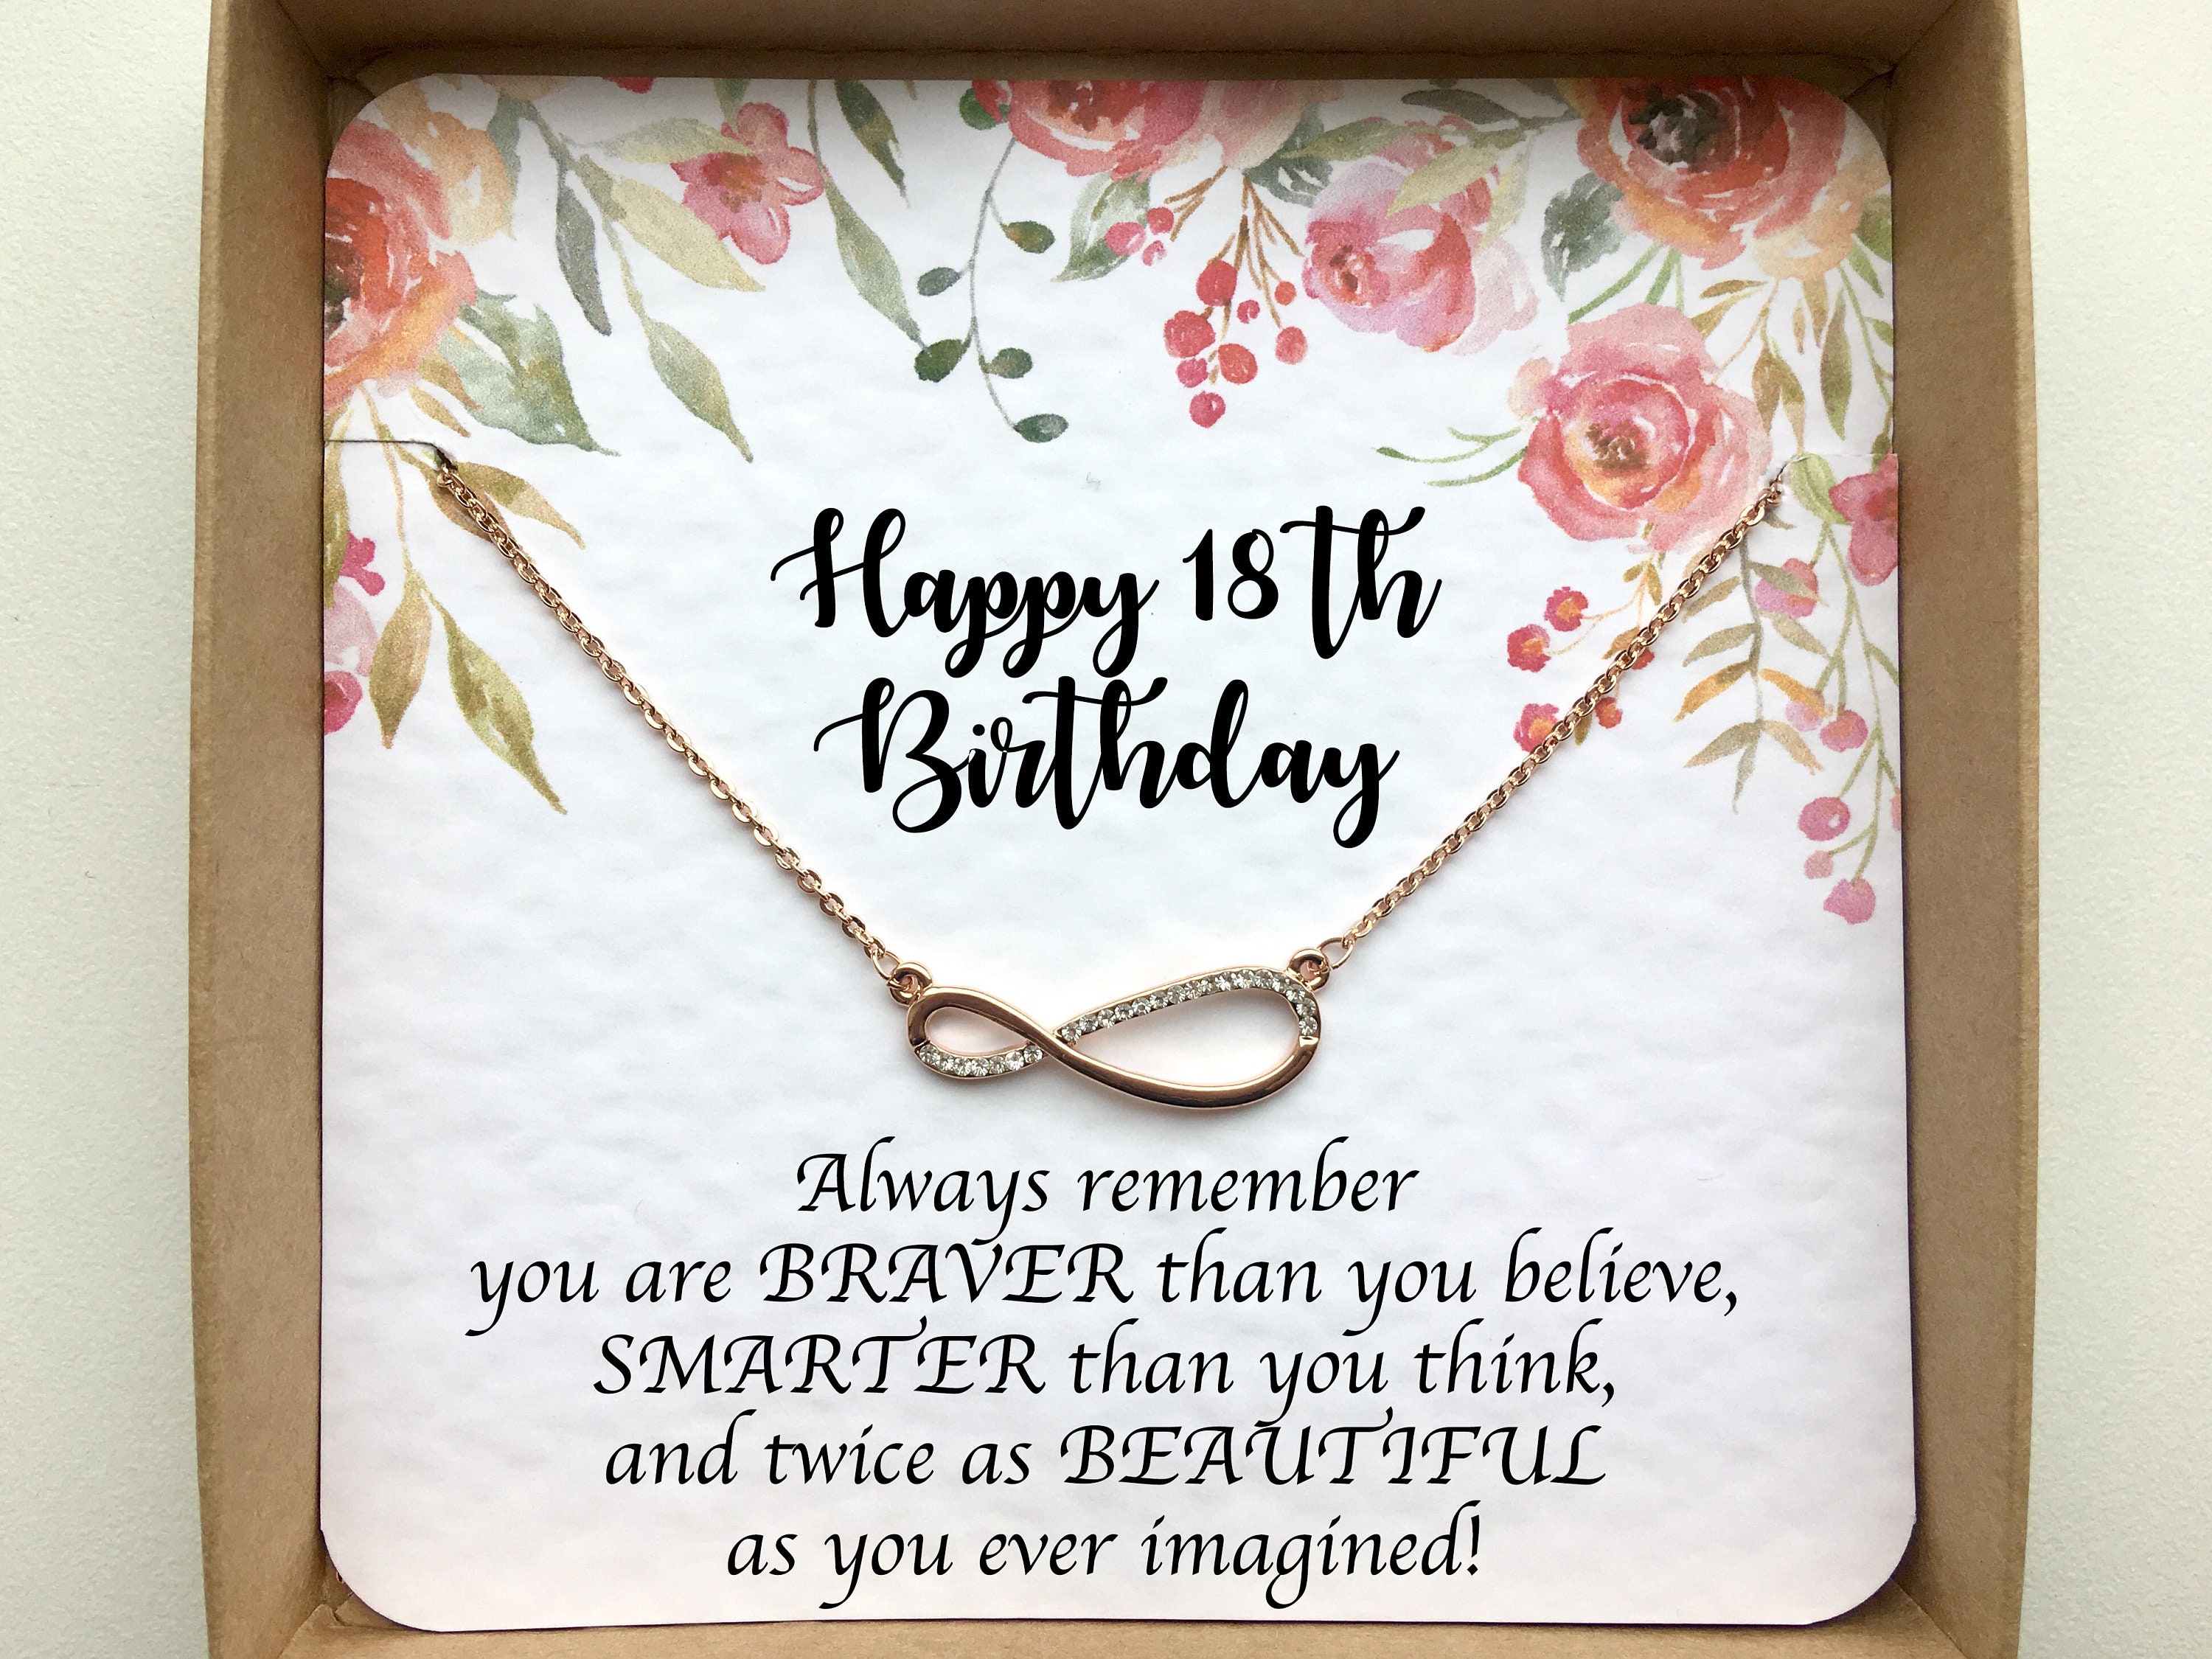 Happy 18th
Birthday
Always remember
you are BRAVER than you believe,
SMARTER than you think,
and twice as BEAUTIFUL
as you ever imagined!